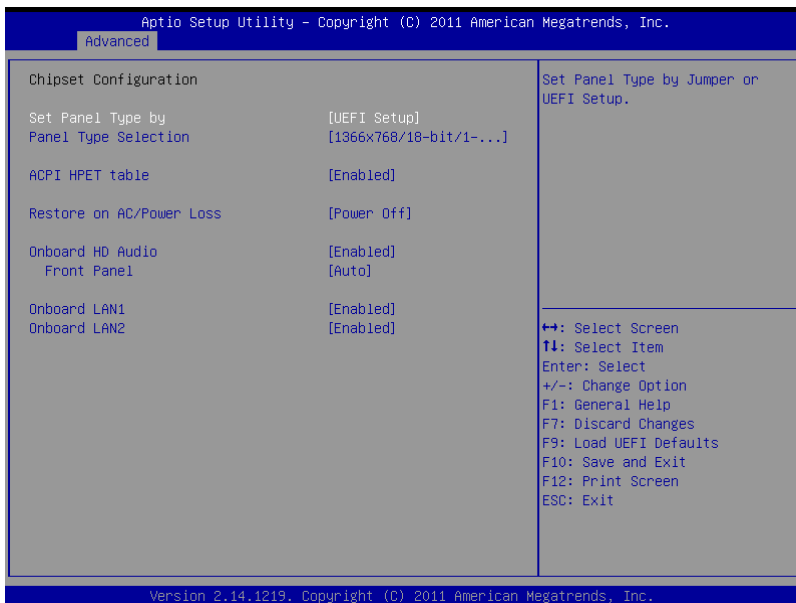 Aptio Setup Utility – Copyright (C) 2011 American Megatrends, Inc.
Advanced
Chipset Configuration
Set Panel Type by [UEFI Setup]
Panel Type Selection [1366x768/18-bit/1-...]
ACPI HPET table [Enabled]
Restore on AC/Power Loss [Power Off]
Onboard HD Audio [Enabled]
Front Panel [Auto]
Onboard LAN1 [Enabled]
Onboard LAN2 [Enabled]
Set Panel Type by Jumper or
UEFI Setup.
↔: Select Screen
↑↓: Select Item
Enter: Select
+/-: Change Option
F1: General Help
F7: Discard Changes
F9: Load UEFI Defaults
F10: Save and Exit
F12: Print Screen
ESC: Exit
Version 2.14.1219. Copyright (C) 2011 American Megatrends, Inc.